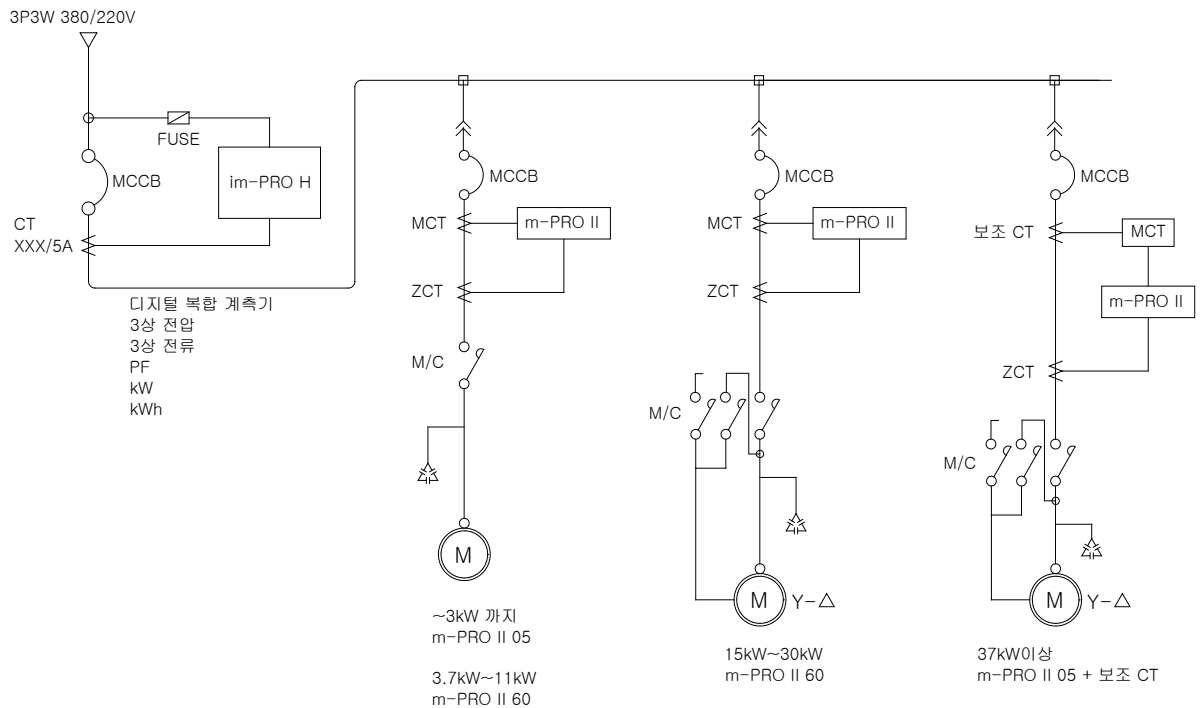 3P3W 380/220V
FUSE
MCCB
im-PRO H
CT
XXX/5A
디지털 복합 계측기
3상 전압
3상 전류
PF
kW
kWh
MCCB
MCT
m-PRO II
ZCT
M/C
M
~3kW 까지
m-PRO II 05
3.7kW~11kW
m-PRO II 60
MCCB
MCT
m-PRO II
ZCT
M/C
M
Y-△
15kW~30kW
m-PRO II 60
MCCB
보조 CT
MCT
m-PRO II
ZCT
M/C
M
Y-△
37kW이상
m-PRO II 05 + 보조 CT